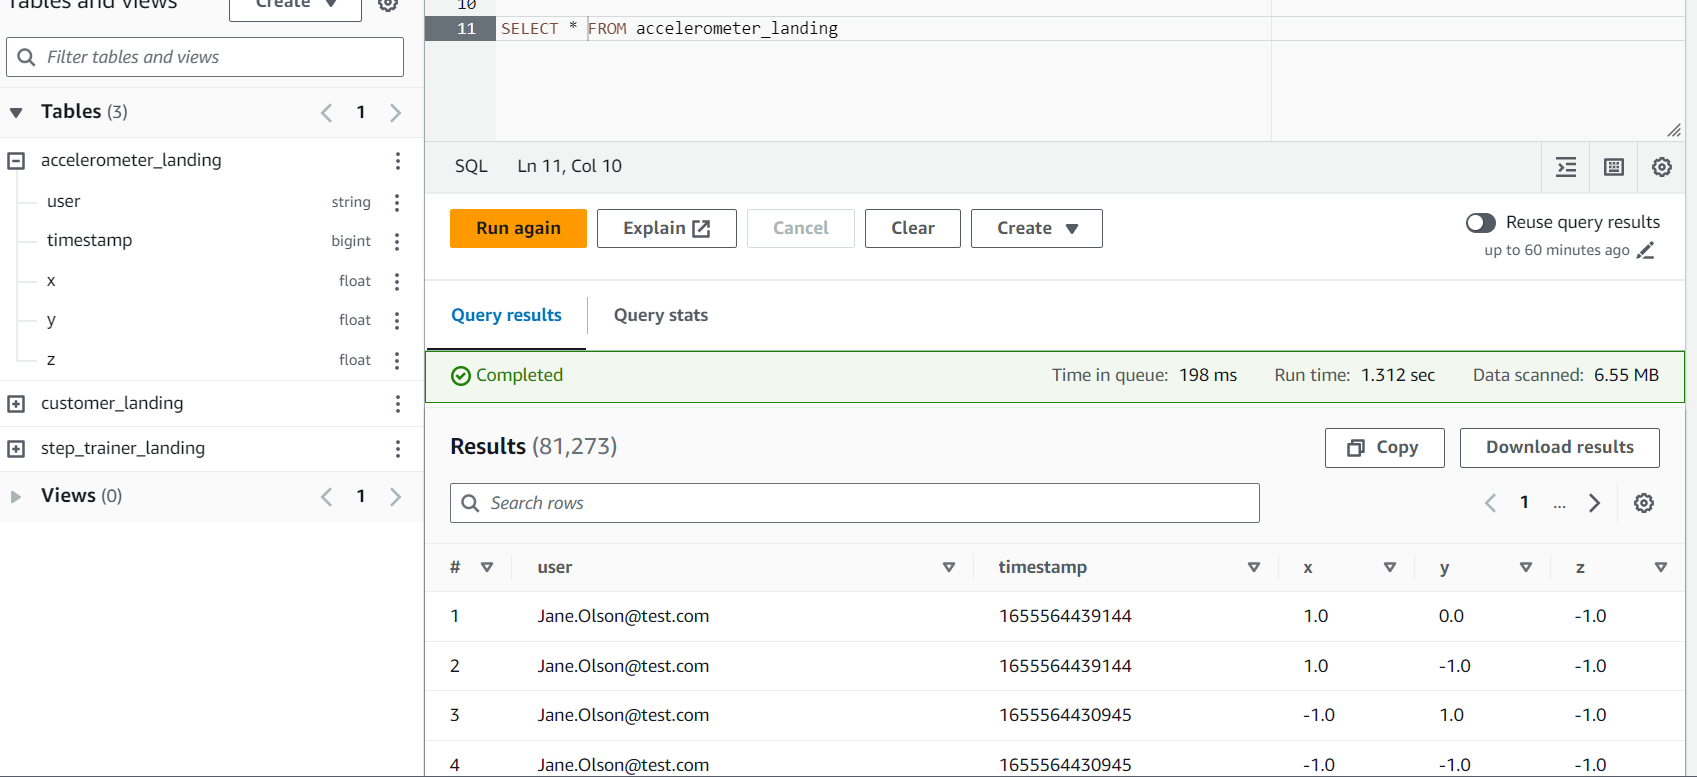 Tables and views
Create
Filter tables and views
Tables (3)
1
accelerometer_landing
user string
timestamp bigint
x float
y float
z float
customer_landing
step_trainer_landing
Views (0)
1
10
11 SELECT * FROM accelerometer_landing
SQL Ln 11, Col 10
Run again Explain Cancel Clear Create
Reuse query results
up to 60 minutes ago
Query results Query stats
Completed Time in queue: 198 ms Run time: 1.312 sec Data scanned: 6.55 MB
Results (81,273) Copy Download results
Search rows 1 ...
# user timestamp x y z
1 Jane.Olson@test.com 1655564439144 1.0 0.0 -1.0
2 Jane.Olson@test.com 1655564439144 1.0 -1.0 -1.0
3 Jane.Olson@test.com 1655564430945 -1.0 1.0 -1.0
4 Jane.Olson@test.com 1655564430945 -1.0 -1.0 -1.0